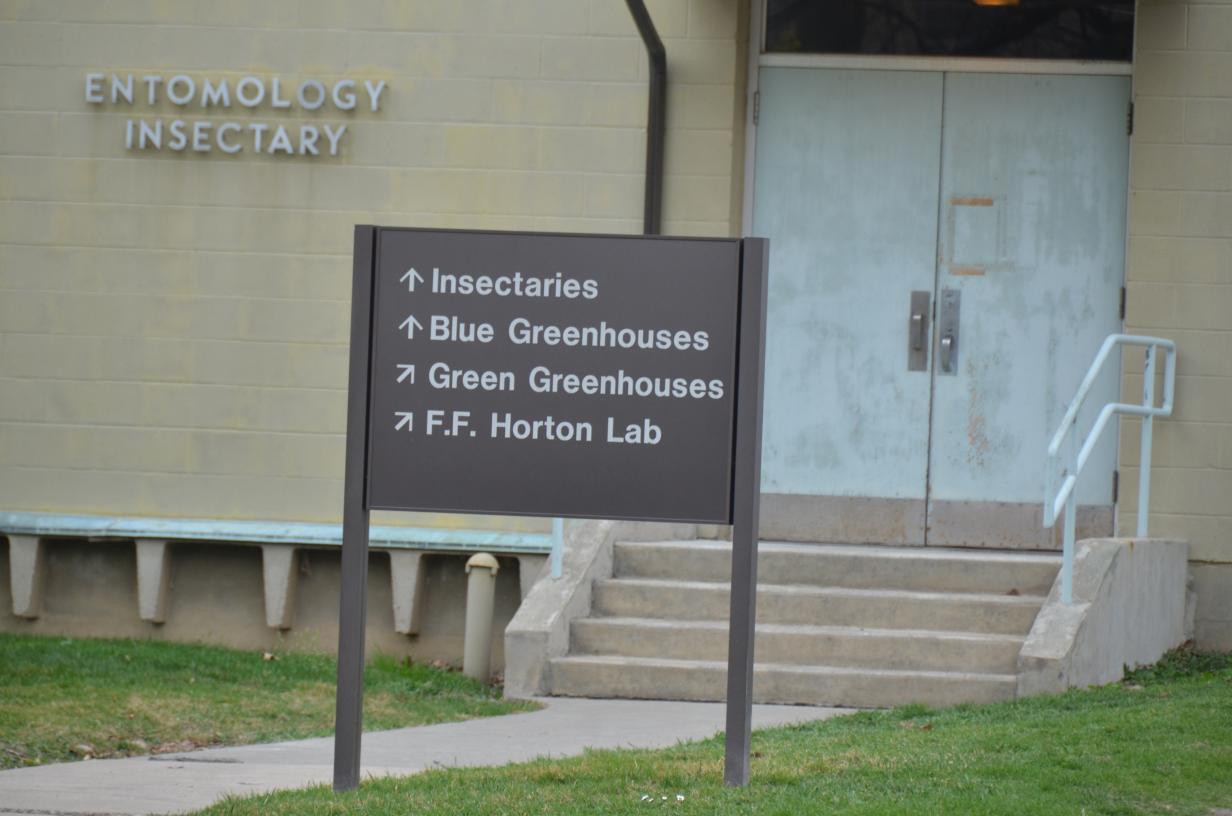 ENTOMOLOGY
INSECTARY
↑ Insectaries
↑ Blue Greenhouses
↗ Green Greenhouses
↗ F.F. Horton Lab